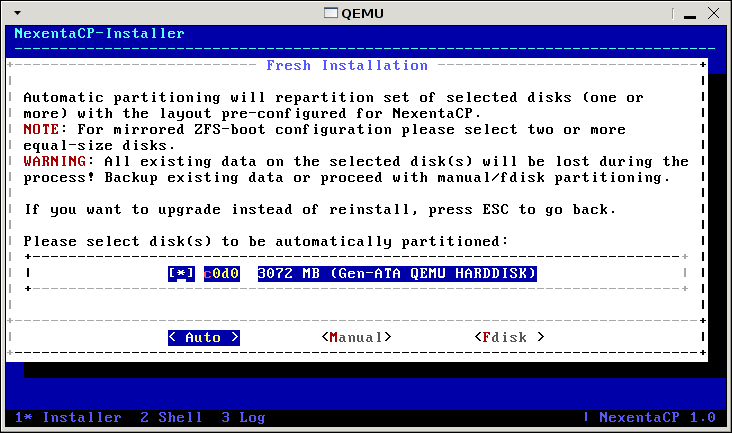 QEMU
NexentaCP-Installer
Fresh Installation
Automatic partitioning will repartition set of selected disks (one or
more) with the layout pre-configured for NexentaCP.
NOTE: For mirrored ZFS-boot configuration please select two or more
equal-size disks.
WARNING: All existing data on the selected disk(s) will be lost during the
process! Backup existing data or proceed with manual/fdisk partitioning.
If you want to upgrade instead of reinstall, press ESC to go back.
Please select disk(s) to be automatically partitioned:
[*] c0d0 3072 MB (Gen-ATA QEMU HARDDISK)
< Auto > <Manual> <Fdisk >
1* Installer 2 Shell 3 Log | NexentaCP 1.0